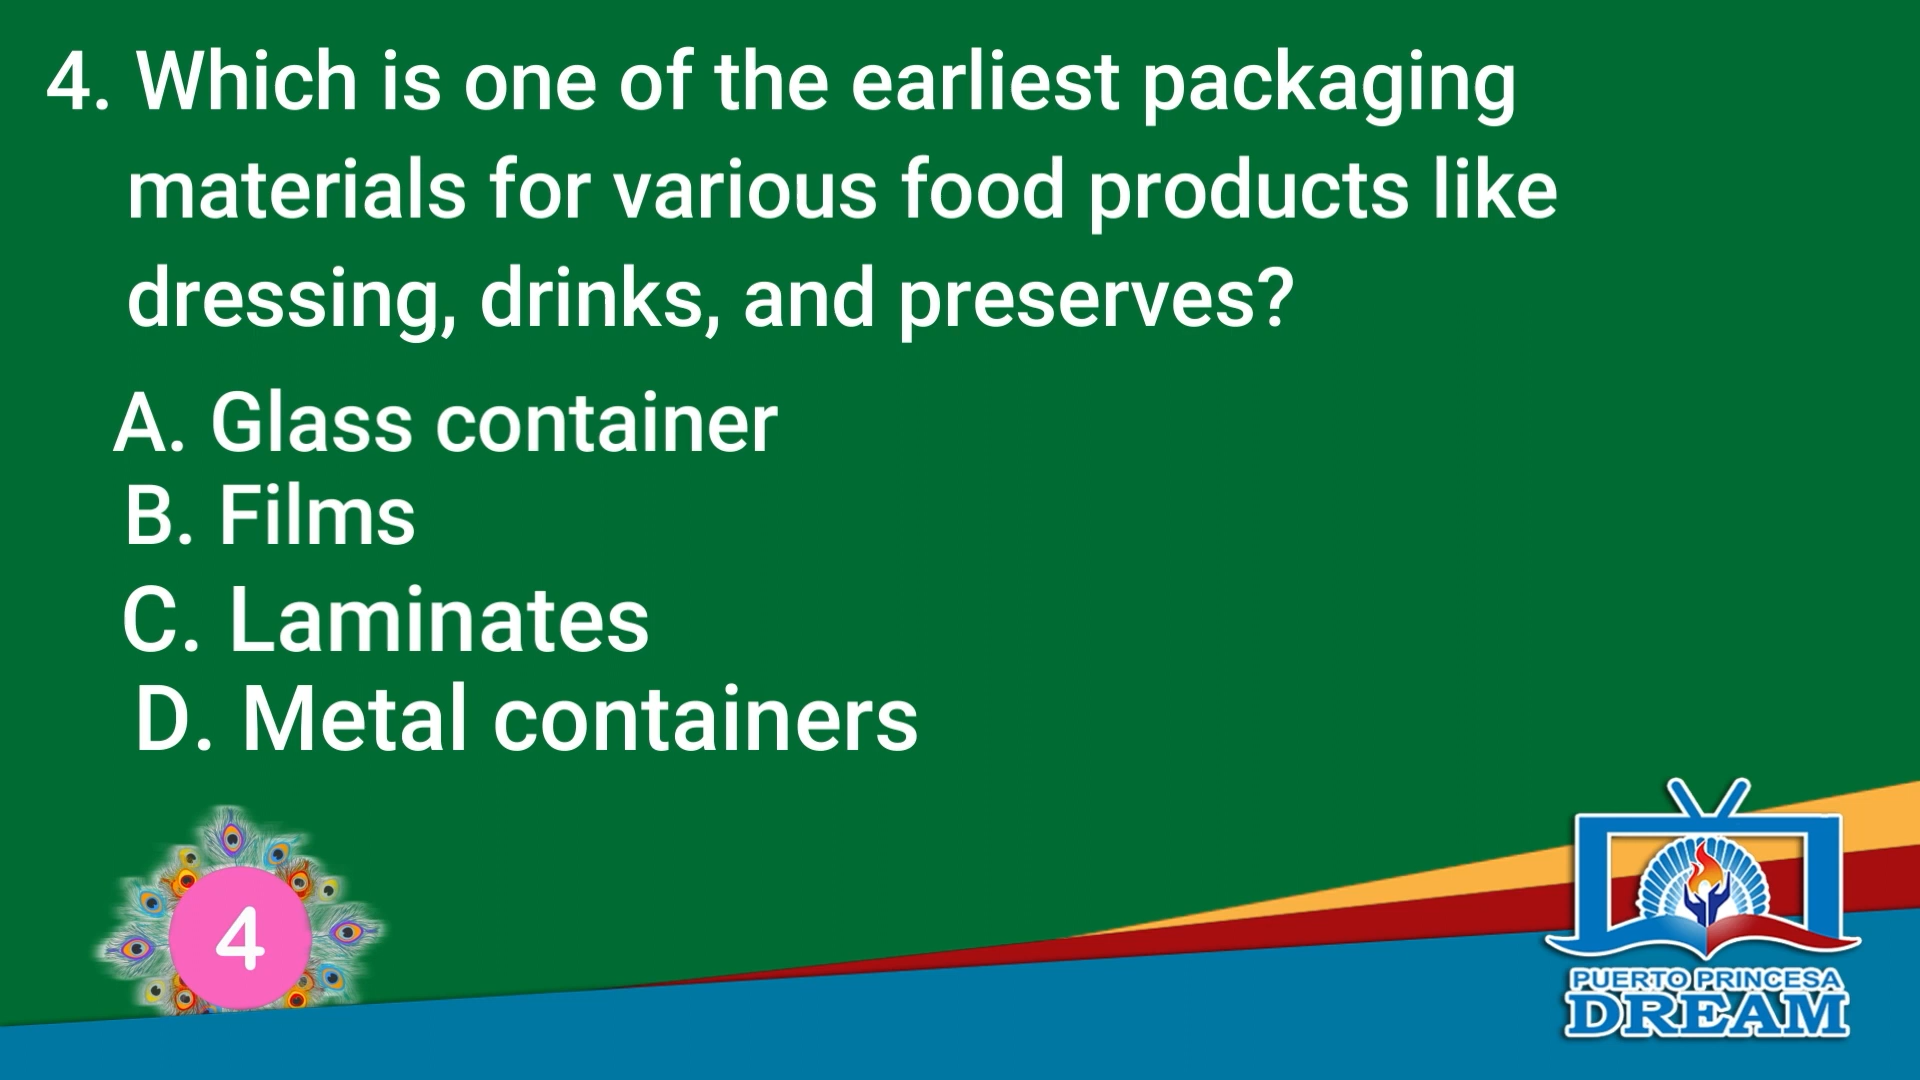 4. Which is one of the earliest packaging
materials for various food products like
dressing, drinks, and preserves?
A. Glass container
B. Films
C. Laminates
D. Metal containers
4
PUERTO PRINCESA
DREAM